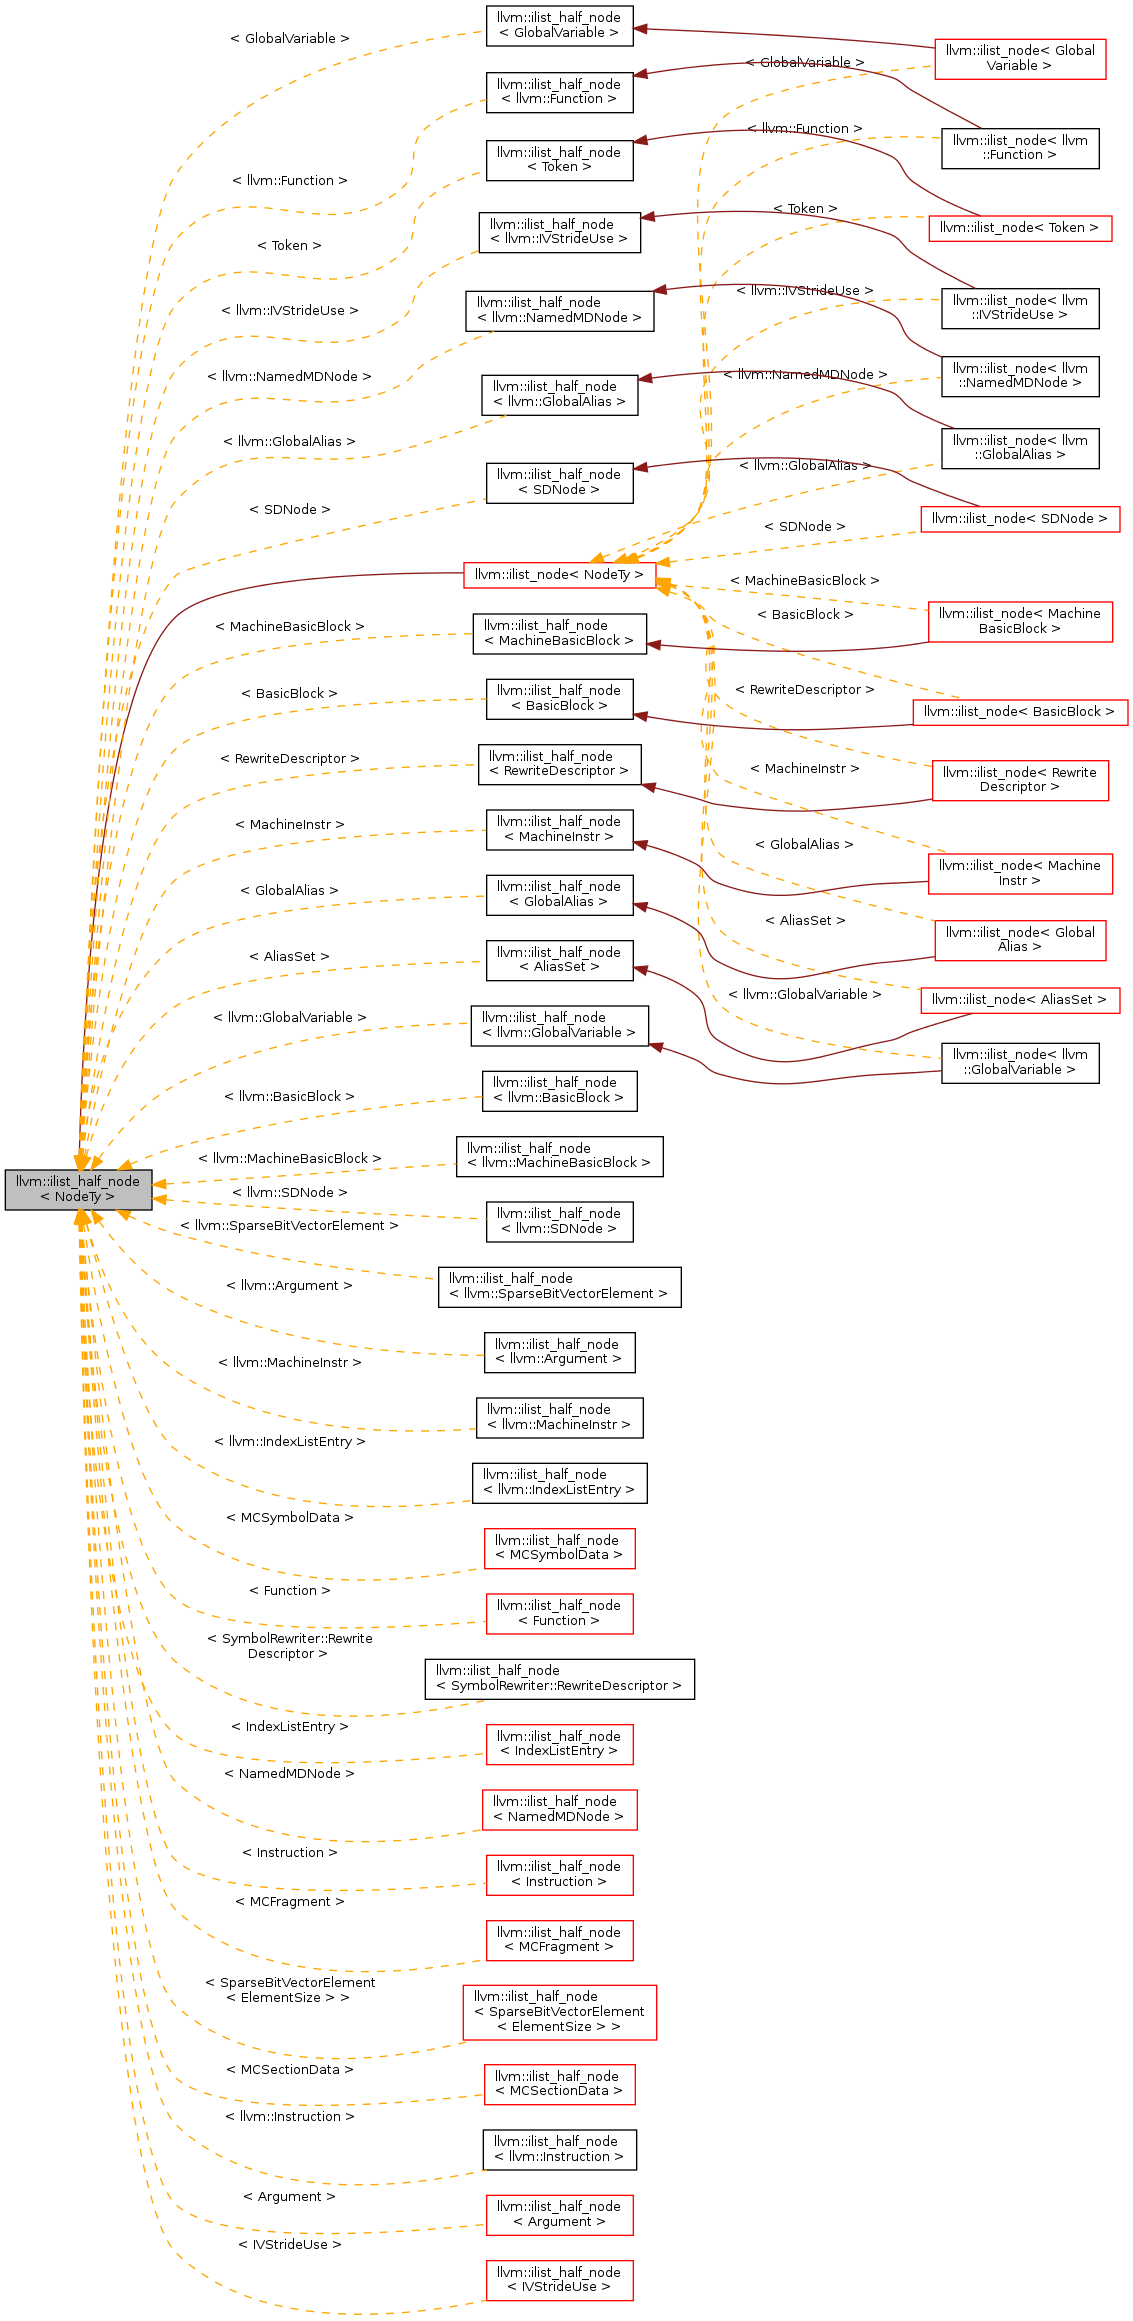 llvm::ilist_half_node
< GlobalVariable >
< GlobalVariable >
llvm::ilist_node< Global
Variable >
< GlobalVariable >
llvm::ilist_half_node
< llvm::Function >
< llvm::Function >
llvm::ilist_node< llvm
::Function >
llvm::ilist_half_node
< Token >
< llvm::Function >
< Token >
llvm::ilist_node< Token >
llvm::ilist_half_node
< llvm::IVStrideUse >
< Token >
< llvm::IVStrideUse >
llvm::ilist_node< llvm
::IVStrideUse >
llvm::ilist_half_node
< llvm::NamedMDNode >
< llvm::IVStrideUse >
< llvm::NamedMDNode >
llvm::ilist_node< llvm
::NamedMDNode >
llvm::ilist_half_node
< llvm::GlobalAlias >
< llvm::NamedMDNode >
< llvm::GlobalAlias >
llvm::ilist_node< llvm
::GlobalAlias >
llvm::ilist_half_node
< SDNode >
< llvm::GlobalAlias >
< SDNode >
llvm::ilist_node< SDNode >
< SDNode >
llvm::ilist_node< NodeTy >
< MachineBasicBlock >
llvm::ilist_node< Machine
BasicBlock >
< MachineBasicBlock >
llvm::ilist_half_node
< MachineBasicBlock >
< BasicBlock >
< BasicBlock >
llvm::ilist_half_node
< BasicBlock >
< RewriteDescriptor >
llvm::ilist_node< BasicBlock >
< RewriteDescriptor >
llvm::ilist_half_node
< RewriteDescriptor >
< MachineInstr >
llvm::ilist_node< Rewrite
Descriptor >
< MachineInstr >
llvm::ilist_half_node
< MachineInstr >
< GlobalAlias >
llvm::ilist_node< Machine
Instr >
< GlobalAlias >
llvm::ilist_half_node
< GlobalAlias >
< AliasSet >
llvm::ilist_node< Global
Alias >
< AliasSet >
llvm::ilist_half_node
< AliasSet >
< llvm::GlobalVariable >
llvm::ilist_node< AliasSet >
< llvm::GlobalVariable >
llvm::ilist_half_node
< llvm::GlobalVariable >
llvm::ilist_node< llvm
::GlobalVariable >
< llvm::BasicBlock >
llvm::ilist_half_node
< llvm::BasicBlock >
< llvm::MachineBasicBlock >
llvm::ilist_half_node
< llvm::MachineBasicBlock >
llvm::ilist_half_node
< NodeTy >
< llvm::SDNode >
llvm::ilist_half_node
< llvm::SDNode >
< llvm::SparseBitVectorElement >
llvm::ilist_half_node
< llvm::SparseBitVectorElement >
< llvm::Argument >
llvm::ilist_half_node
< llvm::Argument >
< llvm::MachineInstr >
llvm::ilist_half_node
< llvm::MachineInstr >
< llvm::IndexListEntry >
llvm::ilist_half_node
< llvm::IndexListEntry >
< MCSymbolData >
llvm::ilist_half_node
< MCSymbolData >
< Function >
llvm::ilist_half_node
< Function >
< SymbolRewriter::Rewrite
Descriptor >
llvm::ilist_half_node
< SymbolRewriter::RewriteDescriptor >
< IndexListEntry >
llvm::ilist_half_node
< IndexListEntry >
< NamedMDNode >
llvm::ilist_half_node
< NamedMDNode >
< Instruction >
llvm::ilist_half_node
< Instruction >
< MCFragment >
llvm::ilist_half_node
< MCFragment >
< SparseBitVectorElement
< ElementSize > >
llvm::ilist_half_node
< SparseBitVectorElement
< ElementSize > >
< MCSectionData >
llvm::ilist_half_node
< MCSectionData >
< llvm::Instruction >
llvm::ilist_half_node
< llvm::Instruction >
< Argument >
llvm::ilist_half_node
< Argument >
< IVStrideUse >
llvm::ilist_half_node
< IVStrideUse >